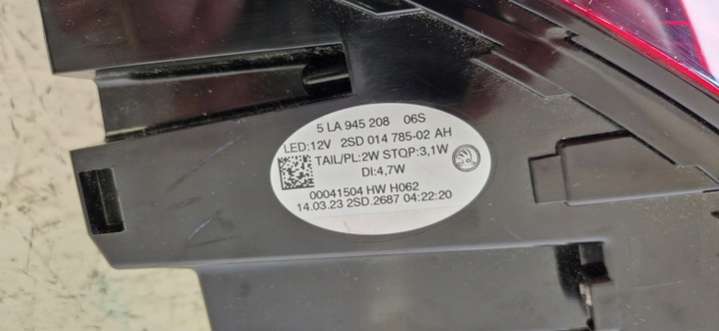 5 LA 945 208 06S
LED:12V 2SD 014 785-02 AH
TAIL/PL:2W STOP:3,1W
DI:4,7W
00041504 HW H062
14.03.23 2SD.2687 04:22:20